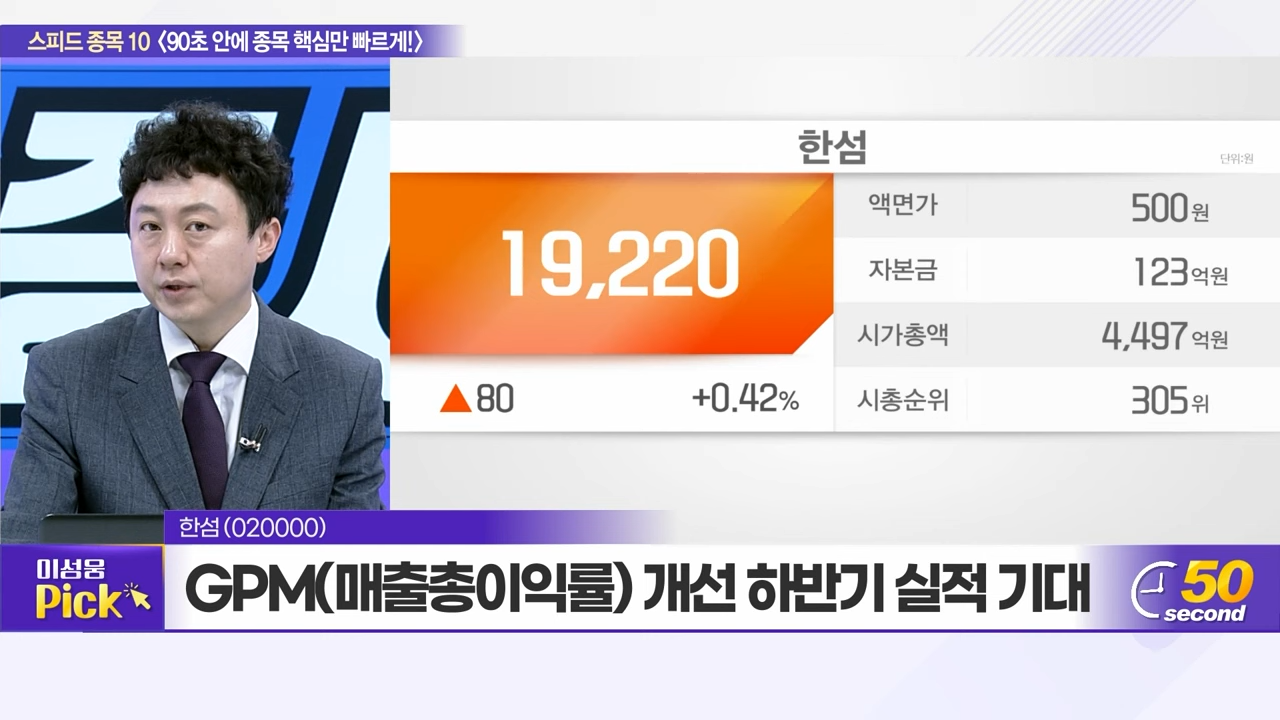 스피드 종목 10 〈90초 안에 종목 핵심만 빠르게!〉
한섬
단위:원
19,220
▲80 +0.42%
액면가 500원
자본금 123억원
시가총액 4,497억원
시총순위 305위
한섬(020000)
미섬웅
Pick
GPM(매출총이익률) 개선 하반기 실적 기대
50
second